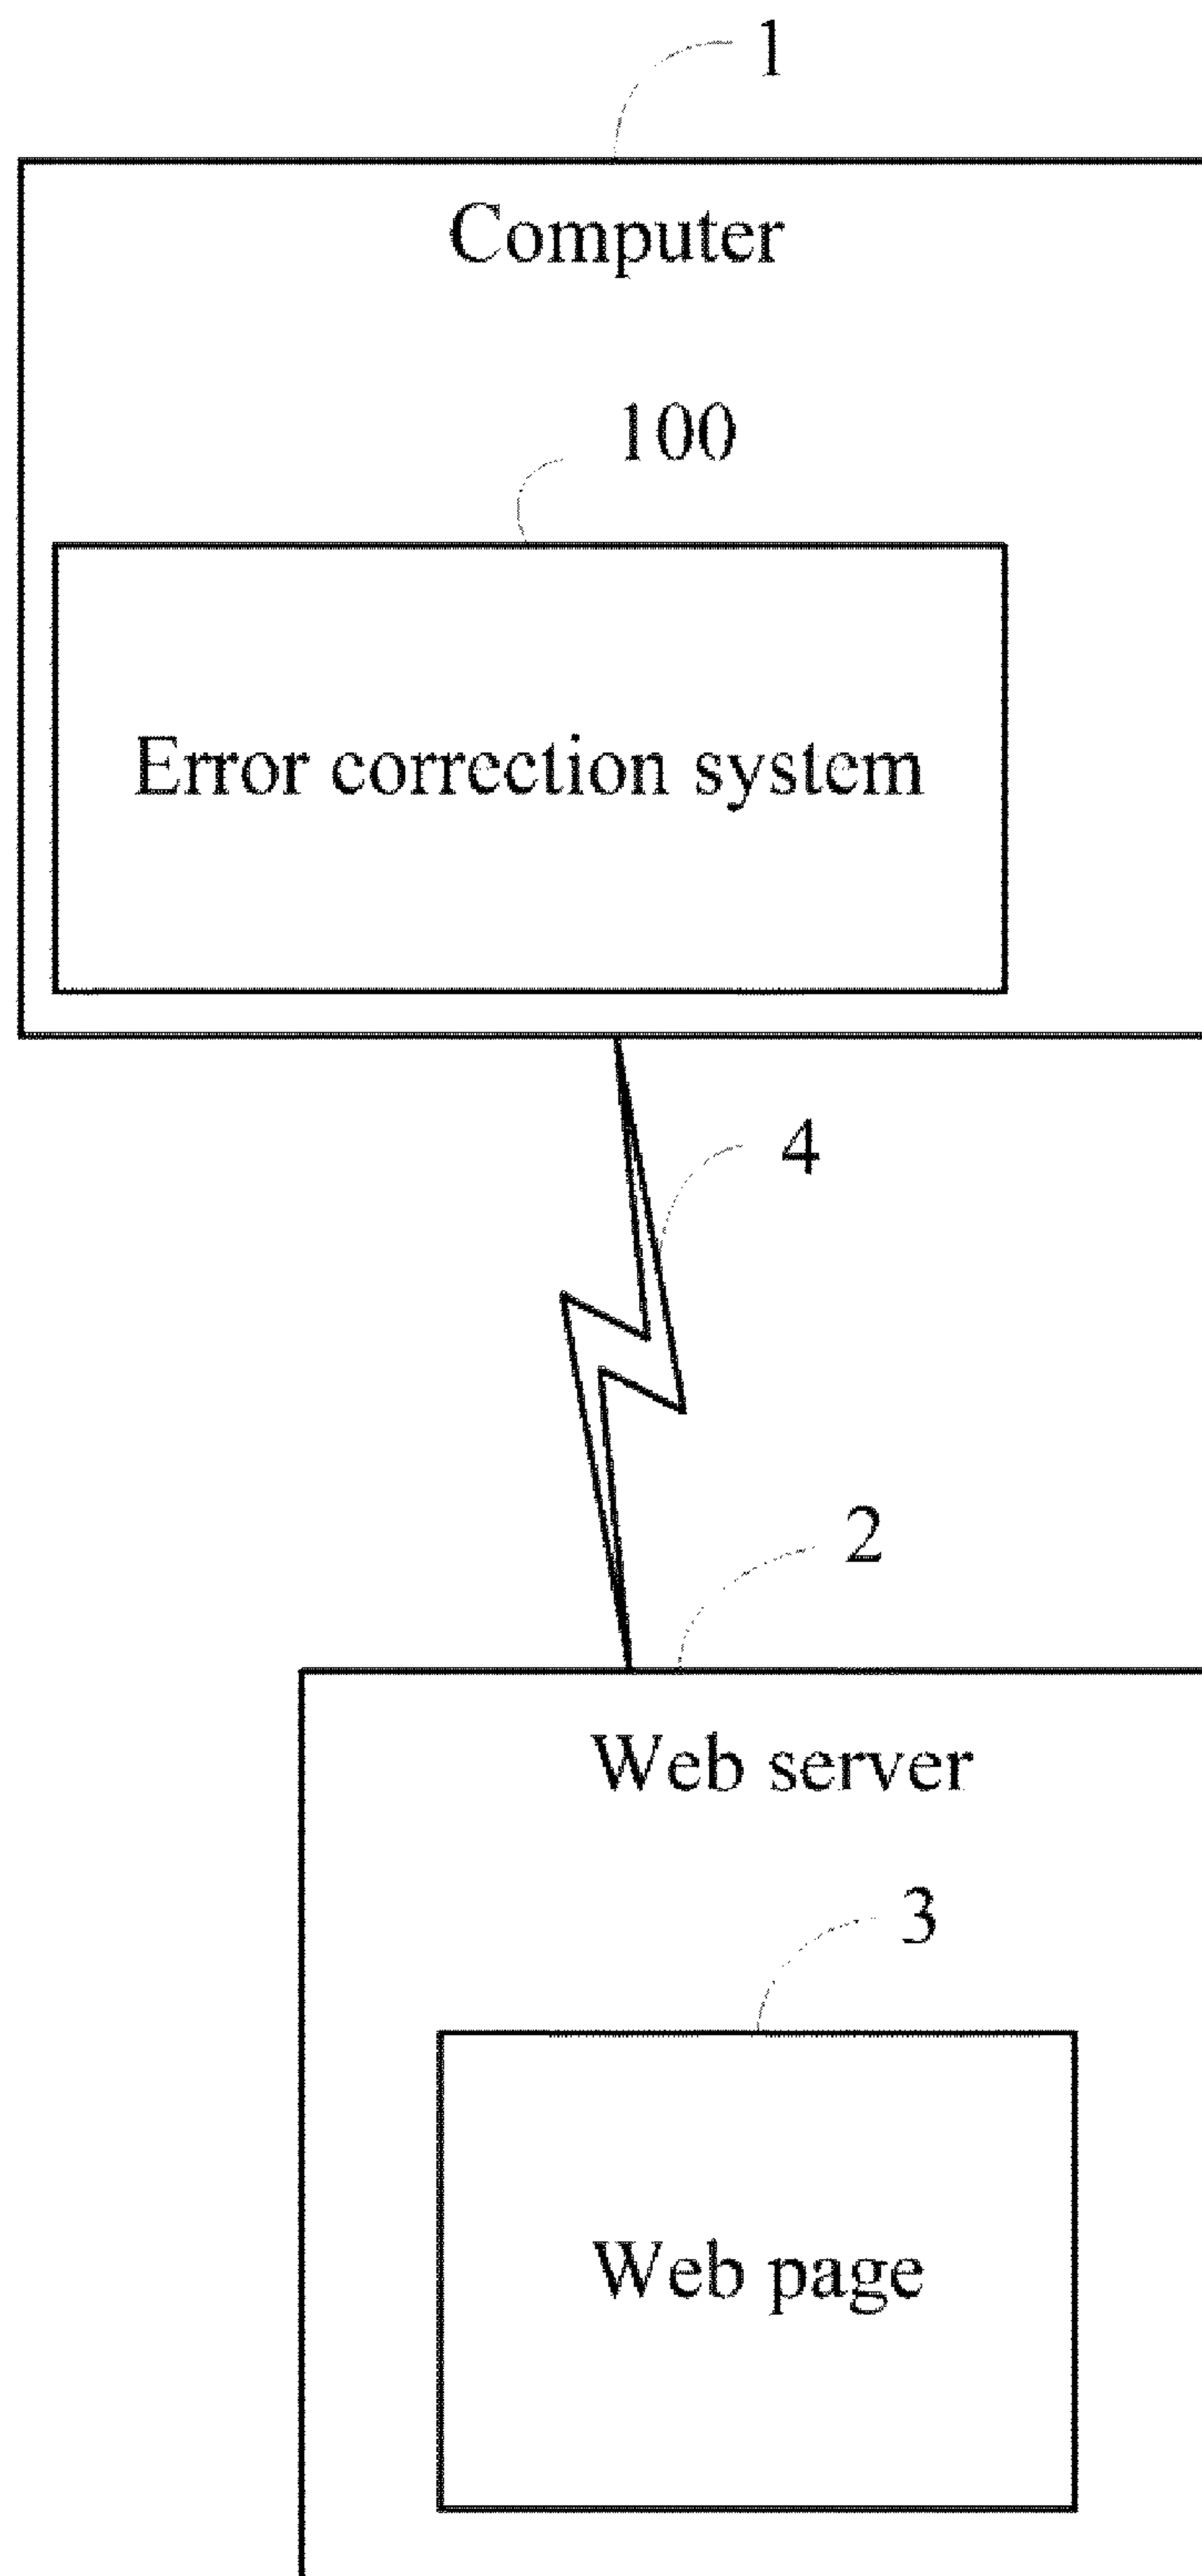 1
Computer
100
Error correction system
4
2
Web server
3
Web page